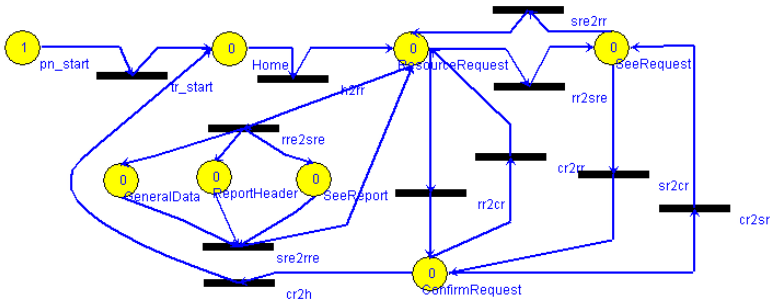 sre2rr
1
0
0
0
pn_start
Home
ResourceRequest
SeeRequest
tr_start
h2rr
rr2sre
rre2sre
0
0
0
GeneralData
ReportHeader
SeeReport
cr2rr
rr2cr
sr2cr
cr2sr
sre2rre
0
ConfirmRequest
cr2h